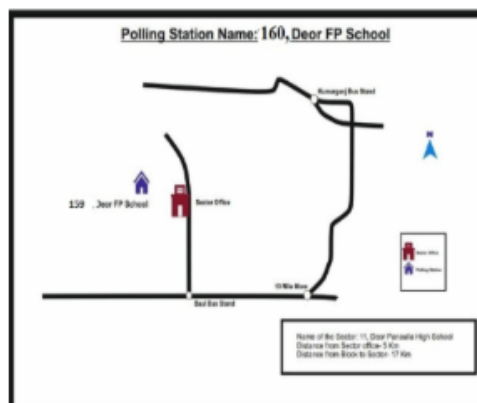 Polling Station Name: 160, Deor FP School
Kumarganj Bus Stand
N
159 , Deor FP School
Sector Office
Sector Office
Polling Station
10 Mile More
Baul Bus Stand
Name of the Sector: 11, Deor Panauila High School
Distance from Sector office- 5 Km
Distance from Block to Sector- 17 Km